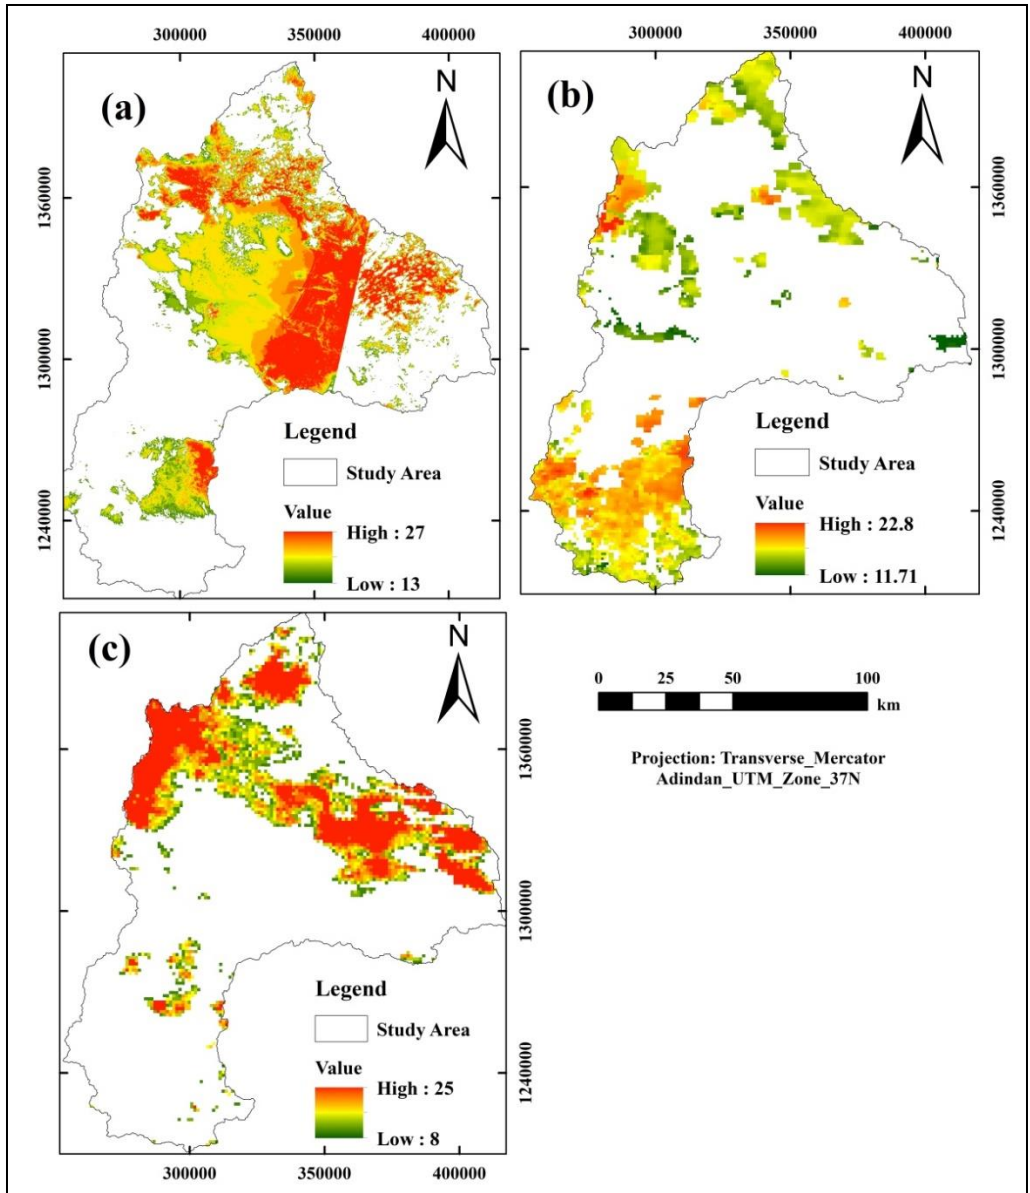 300000 350000 400000
300000 350000 400000
(a)
N
(b)
N
1360000
1360000
1300000
1300000
1240000
1240000
Legend
Study Area
Value
High : 27
Low : 13
Legend
Study Area
Value
High : 22.8
Low : 11.71
(c)
N
1360000
1300000
1240000
Legend
Study Area
Value
High : 25
Low : 8
300000 350000 400000
0 25 50 100
km
Projection: Transverse_Mercator
Adindan_UTM_Zone_37N